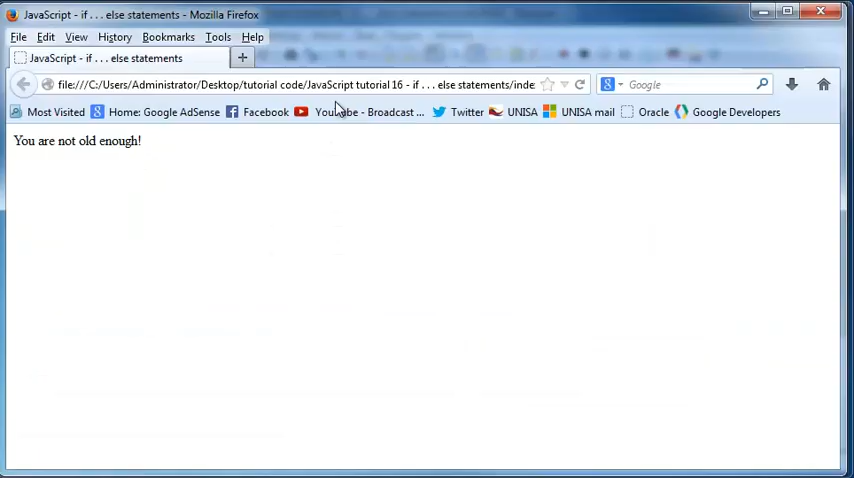 JavaScript - if . . . else statements - Mozilla Firefox
File Edit View History Bookmarks Tools Help
JavaScript - if . . . else statements
file:///C:/Users/Administrator/Desktop/tutorial code/JavaScript tutorial 16 - if . . . else statements/inde
Google
Most Visited Home: Google AdSense Facebook YouTube - Broadcast ... Twitter UNISA UNISA mail Oracle Google Developers
You are not old enough!